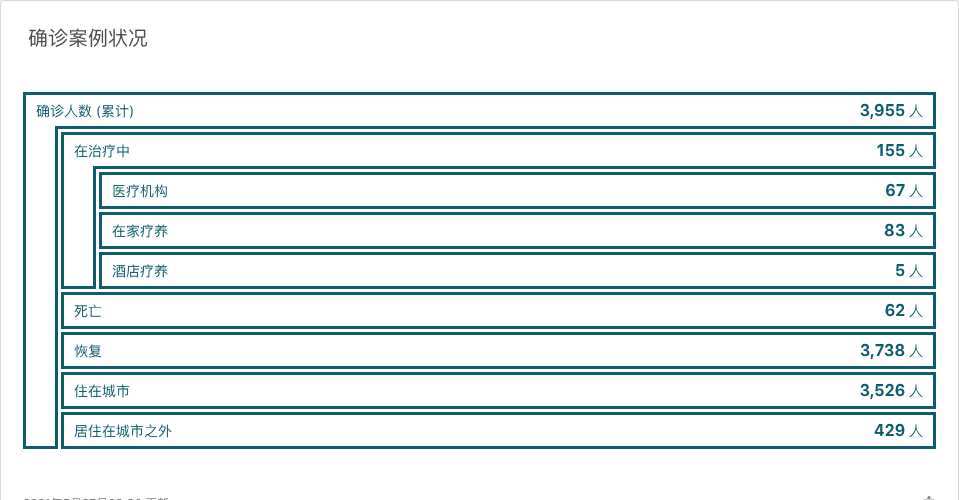 确诊案例状况
确诊人数 (累计) 3,955 人
在治疗中 155 人
医疗机构 67 人
在家疗养 83 人
酒店疗养 5 人
死亡 62 人
恢复 3,738 人
住在城市 3,526 人
居住在城市之外 429 人